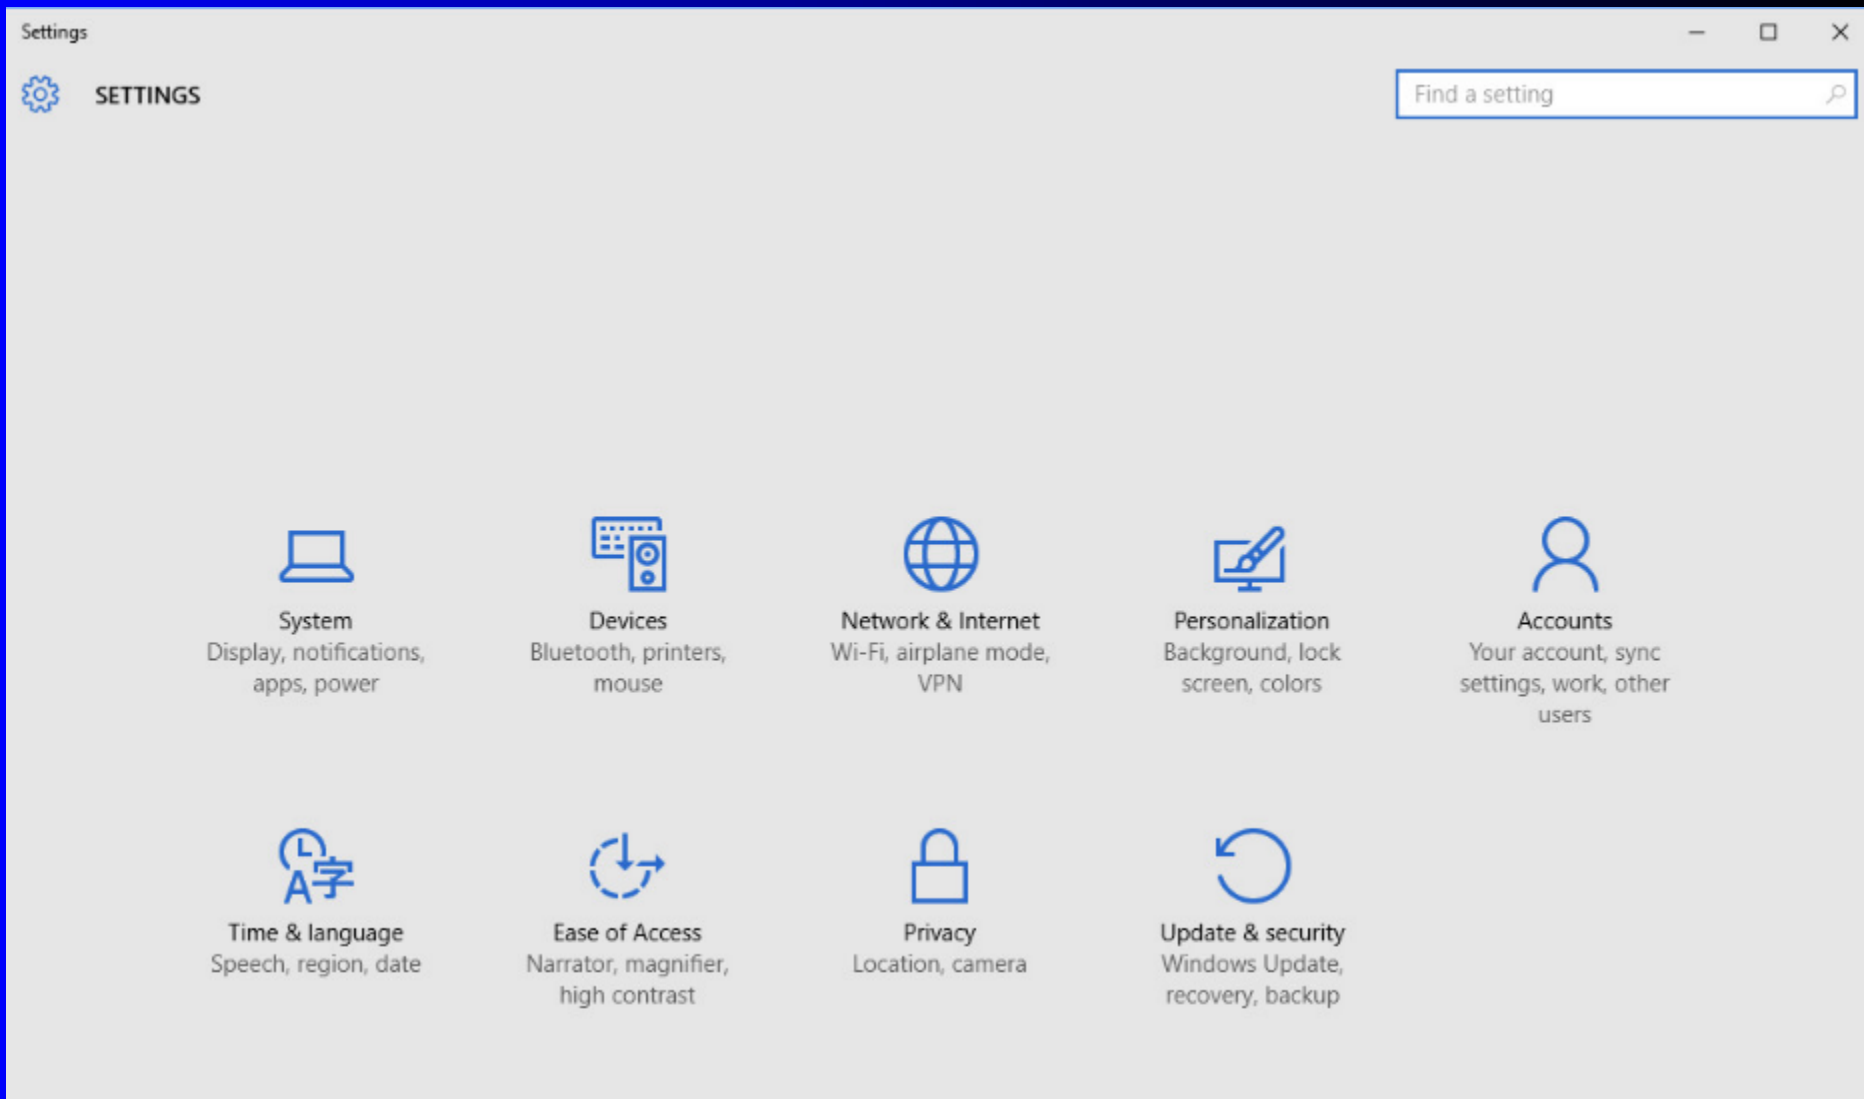 Settings
SETTINGS
Find a setting
System
Display, notifications,
apps, power
Devices
Bluetooth, printers,
mouse
Network & Internet
Wi-Fi, airplane mode,
VPN
Personalization
Background, lock
screen, colors
Accounts
Your account, sync
settings, work, other
users
A字
Time & language
Speech, region, date
Ease of Access
Narrator, magnifier,
high contrast
Privacy
Location, camera
Update & security
Windows Update,
recovery, backup